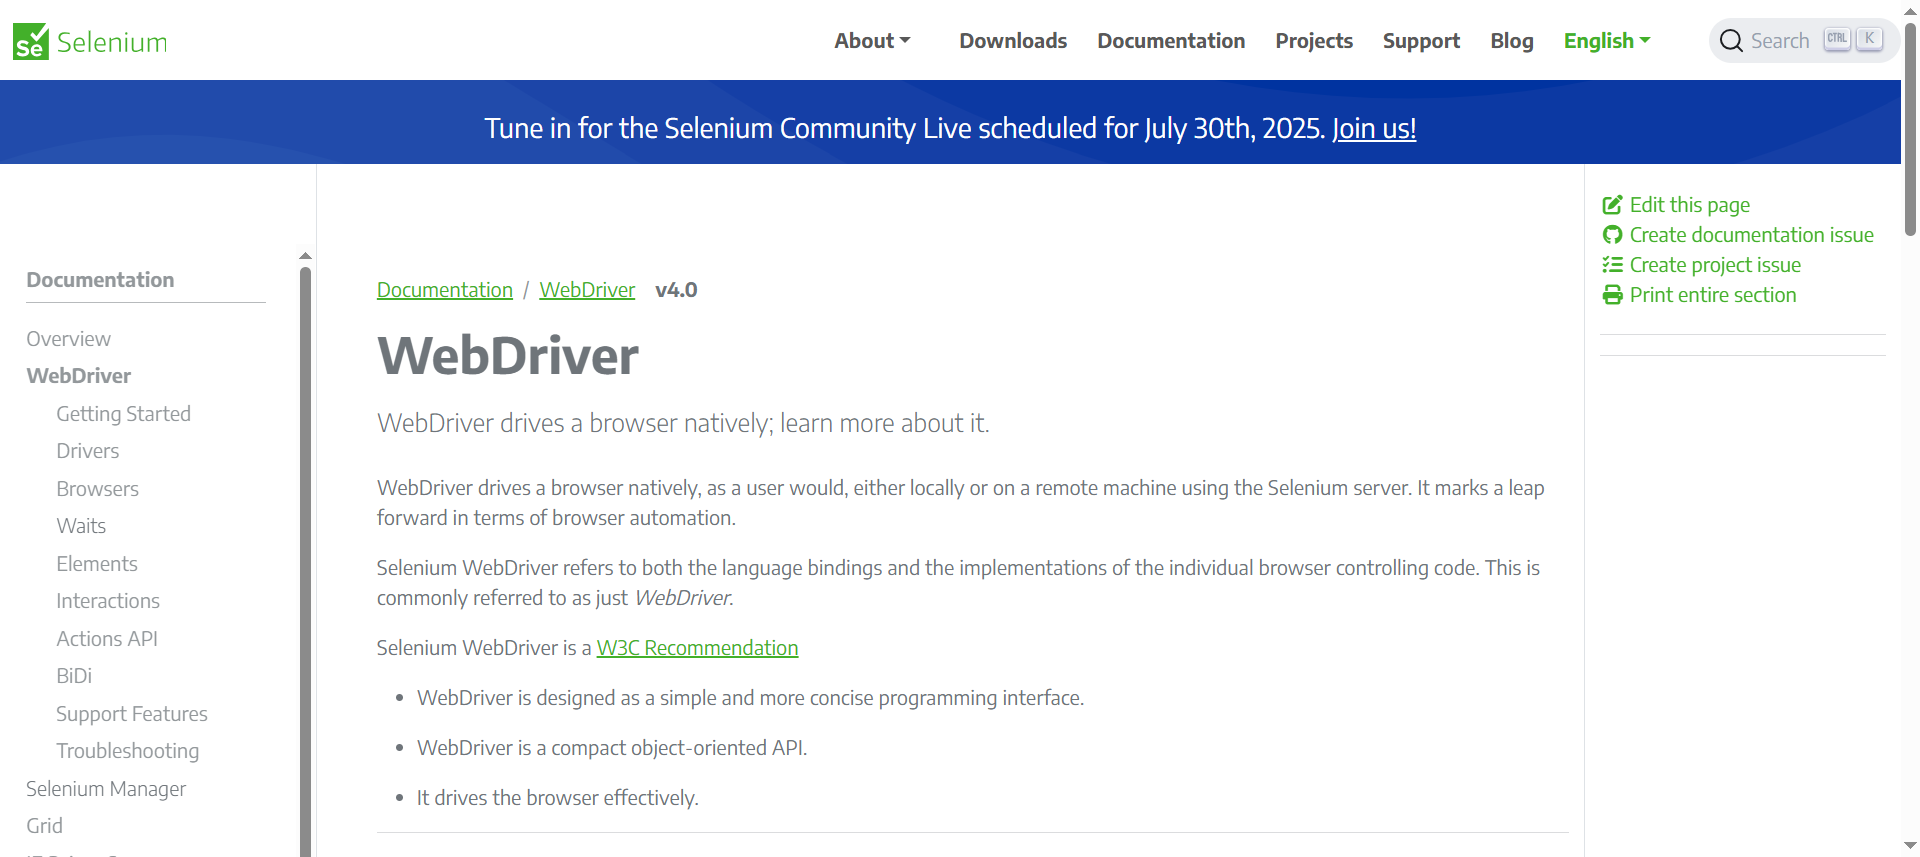 Se Selenium
About
Downloads
Documentation
Projects
Support
Blog
English
Search
CTRL
K
Tune in for the Selenium Community Live scheduled for July 30th, 2025. Join us!
Documentation
Overview
WebDriver
Getting Started
Drivers
Browsers
Waits
Elements
Interactions
Actions API
BiDi
Support Features
Troubleshooting
Selenium Manager
Grid
Documentation / WebDriver v4.0
WebDriver
WebDriver drives a browser natively; learn more about it.
WebDriver drives a browser natively, as a user would, either locally or on a remote machine using the Selenium server. It marks a leap
forward in terms of browser automation.
Selenium WebDriver refers to both the language bindings and the implementations of the individual browser controlling code. This is
commonly referred to as just WebDriver.
Selenium WebDriver is a W3C Recommendation
• WebDriver is designed as a simple and more concise programming interface.
• WebDriver is a compact object-oriented API.
• It drives the browser effectively.
Edit this page
Create documentation issue
Create project issue
Print entire section